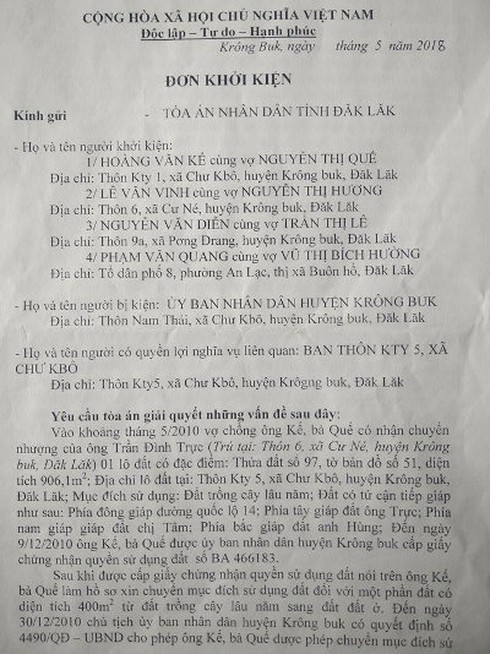 CỘNG HÒA XÃ HỘI CHỦ NGHĨA VIỆT NAM
Độc lập – Tự do – Hạnh phúc
Krông Buk, ngày tháng 5 năm 2018
ĐƠN KHỞI KIỆN
Kính gửi - TÒA ÁN NHÂN DÂN TỈNH ĐĂK LĂK
- Họ và tên người khởi kiện:
1/ HOÀNG VĂN KẾ cùng vợ NGUYỄN THỊ QUẾ
Địa chỉ: Thôn Kty 1, xã Chư Kbô, huyện Krông buk, Đăk Lăk
2/ LÊ VĂN VINH cùng vợ NGUYỄN THỊ HƯƠNG
Địa chỉ: Thôn 6, xã Cư Né, huyện Krông buk, Đăk Lăk
3/ NGUYỄN VĂN DIỄN cùng vợ TRẦN THỊ LÊ
Địa chỉ: Thôn 9a, xã Pơng Drang, huyện Krông buk, Đăk Lăk
4/ PHẠM VĂN QUANG cùng vợ VŨ THỊ BÍCH HƯỜNG
Địa chỉ: Tổ dân phố 8, phường An Lạc, thị xã Buôn hồ, Đăk Lăk
- Họ và tên người bị kiện: ỦY BAN NHÂN DÂN HUYỆN KRÔNG BUK
Địa chỉ: Thôn Nam Thái, xã Chư Kbô, huyện Krông buk, Đăk Lăk
- Họ và tên người có quyền lợi nghĩa vụ liên quan: BAN THÔN KTY 5, XÃ
CHƯ KBÔ
Địa chỉ: Thôn Kty5, xã Chư Kbô, huyện Krôgng buk, Đăk Lăk
Yêu cầu tòa án giải quyết những vấn đề sau đây:
Vào khoảng tháng 5/2010 vợ chồng ông Kế, bà Quế có nhận chuyển
nhượng của ông Trần Đình Trực (Trú tại: Thôn 6, xã Cư Né, huyện Krông
buk, Đăk Lăk) 01 lô đất có đặc điểm: Thửa đất số 97, tờ bản đồ số 51, diện
tích 906,1m²; Địa chỉ lô đất tại: Thôn Kty 5, xã Chư Kbô, huyện Krông buk,
Đăk Lăk; Mục đích sử dụng: Đất trồng cây lâu năm; Đất có tứ cận tiếp giáp
như sau: Phía đông giáp đường quốc lộ 14; Phía tây giáp đất ông Trực; Phía
nam giáp giáp đất chị Tâm; Phía bắc giáp đất anh Hùng; Đến ngày
9/12/2010 ông Kế, bà Quế được ủy ban nhân dân huyện Krông buk cấp giấy
chứng nhận quyền sử dụng đất số BA 466183.
Sau khi được cấp giấy chứng nhận quyền sử dụng đất nói trên ông Kế,
bà Quế làm hồ sơ xin chuyển mục đích sử dụng đất đối với một phần đất có
diện tích 400m² từ đất trồng cây lâu năm sang đất đất ở. Đến ngày
30/12/2010 chủ tịch ủy ban nhân dân huyện Krông buk có quyết định số
4490/QĐ – UBND cho phép ông Kế, bà Quế được phép chuyển mục đích sử